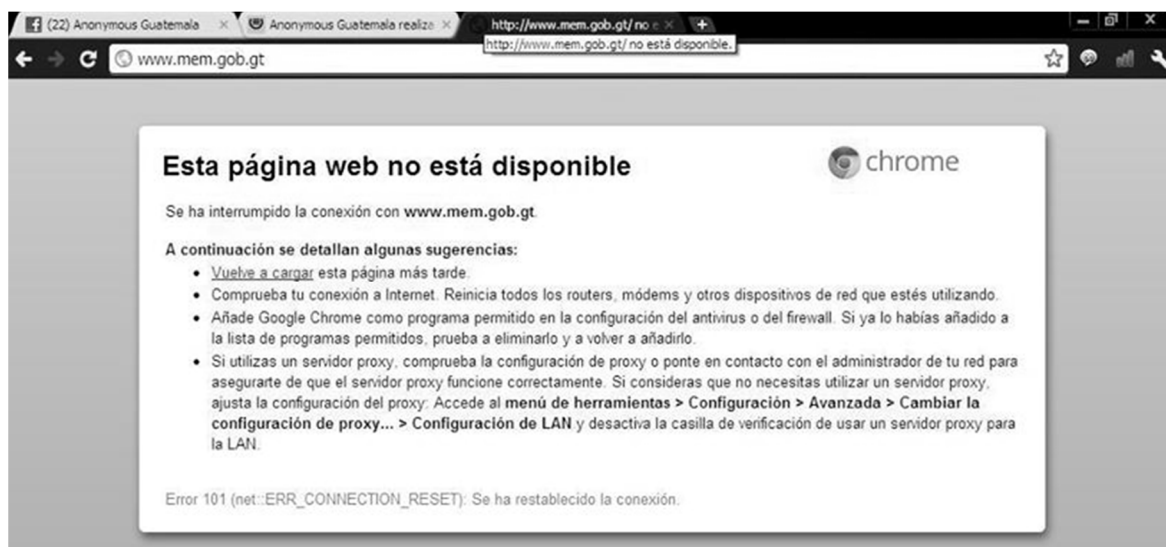 (22) Anonymous Guatemala
Anonymous Guatemala realiza
http://www.mem.gob.gt/ no e
http://www.mem.gob.gt/ no está disponible.
www.mem.gob.gt
Esta página web no está disponible
chrome
Se ha interrumpido la conexión con www.mem.gob.gt.
A continuación se detallan algunas sugerencias:
• Vuelve a cargar esta página más tarde.
• Comprueba tu conexión a Internet. Reinicia todos los routers, módems y otros dispositivos de red que estés utilizando.
• Añade Google Chrome como programa permitido en la configuración del antivirus o del firewall. Si ya lo habías añadido a
la lista de programas permitidos, prueba a eliminarlo y a volver a añadirlo.
• Si utilizas un servidor proxy, comprueba la configuración de proxy o ponte en contacto con el administrador de tu red para
asegurarte de que el servidor proxy funcione correctamente. Si consideras que no necesitas utilizar un servidor proxy,
ajusta la configuración del proxy: Accede al menú de herramientas > Configuración > Avanzada > Cambiar la
configuración de proxy... > Configuración de LAN y desactiva la casilla de verificación de usar un servidor proxy para
la LAN.
Error 101 (net::ERR_CONNECTION_RESET): Se ha restablecido la conexión.